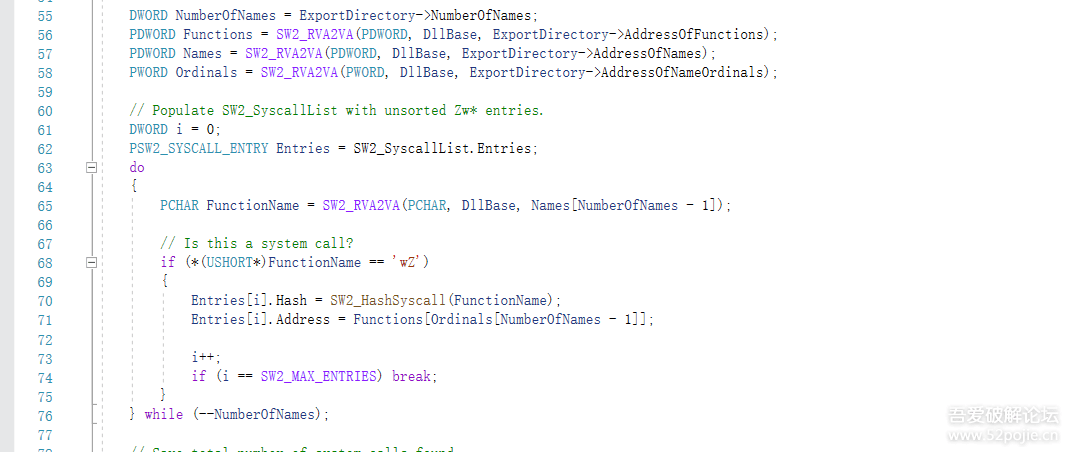 55 DWORD NumberOfNames = ExportDirectory->NumberOfNames;
56 PDWORD Functions = SW2_RVA2VA(PDWORD, DllBase, ExportDirectory->AddressOfFunctions);
57 PDWORD Names = SW2_RVA2VA(PDWORD, DllBase, ExportDirectory->AddressOfNames);
58 PWORD Ordinals = SW2_RVA2VA(PWORD, DllBase, ExportDirectory->AddressOfNameOrdinals);
59
60 // Populate SW2_SyscallList with unsorted Zw* entries.
61 DWORD i = 0;
62 PSW2_SYSCALL_ENTRY Entries = SW2_SyscallList.Entries;
63 do
64 {
65 PCHAR FunctionName = SW2_RVA2VA(PCHAR, DllBase, Names[NumberOfNames - 1]);
66
67 // Is this a system call?
68 if (*(USHORT*)FunctionName == 'wZ')
69 {
70 Entries[i].Hash = SW2_HashSyscall(FunctionName);
71 Entries[i].Address = Functions[Ordinals[NumberOfNames - 1]];
72
73 i++;
74 if (i == SW2_MAX_ENTRIES) break;
75 }
76 } while (--NumberOfNames);
77
吾爱破解论坛
www.52pojie.cn